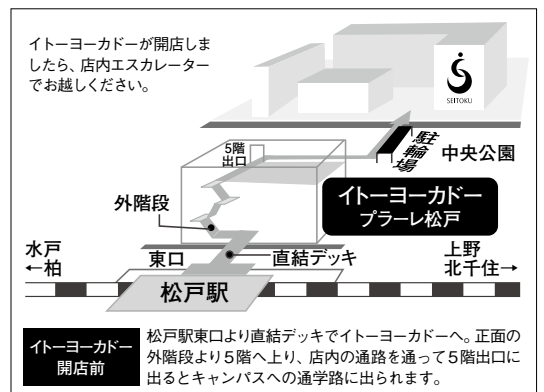 イトーヨーカドーが開店しま
したら、店内エスカレーター
でお越しください。
SEITOKU
5階
出口
駐輪場
中央公園
外階段
イトーヨーカドー
プラーレ松戸
水戸
←柏
東口
直結デッキ
上野
北千住→
松戸駅
イトーヨーカドー
開店前
松戸駅東口より直結デッキでイトーヨーカドーへ。正面の
外階段より5階へ上り、店内の通路を通って5階出口に
出るとキャンパスへの通学路に出られます。